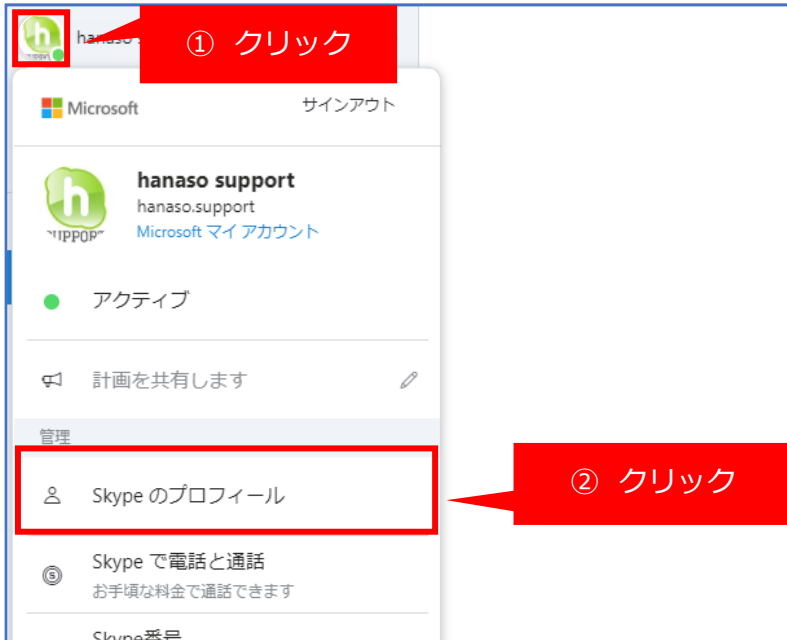 hanaso
① クリック
Microsoft
サインアウト
hanaso support
hanaso.support
Microsoft マイ アカウント
アクティブ
計画を共有します
管理
Skype のプロフィール
② クリック
Skype で電話と通話
お手頃な料金で通話できます
Skype番号